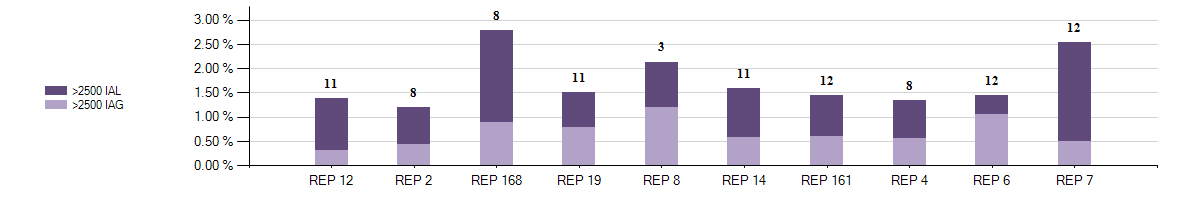 3.00 %
2.50 %
2.00 %
1.50 %
1.00 %
0.50 %
0.00 %
>2500 IAL
>2500 IAG
11
8
8
11
3
11
12
8
12
12
REP 12
REP 2
REP 168
REP 19
REP 8
REP 14
REP 161
REP 4
REP 6
REP 7